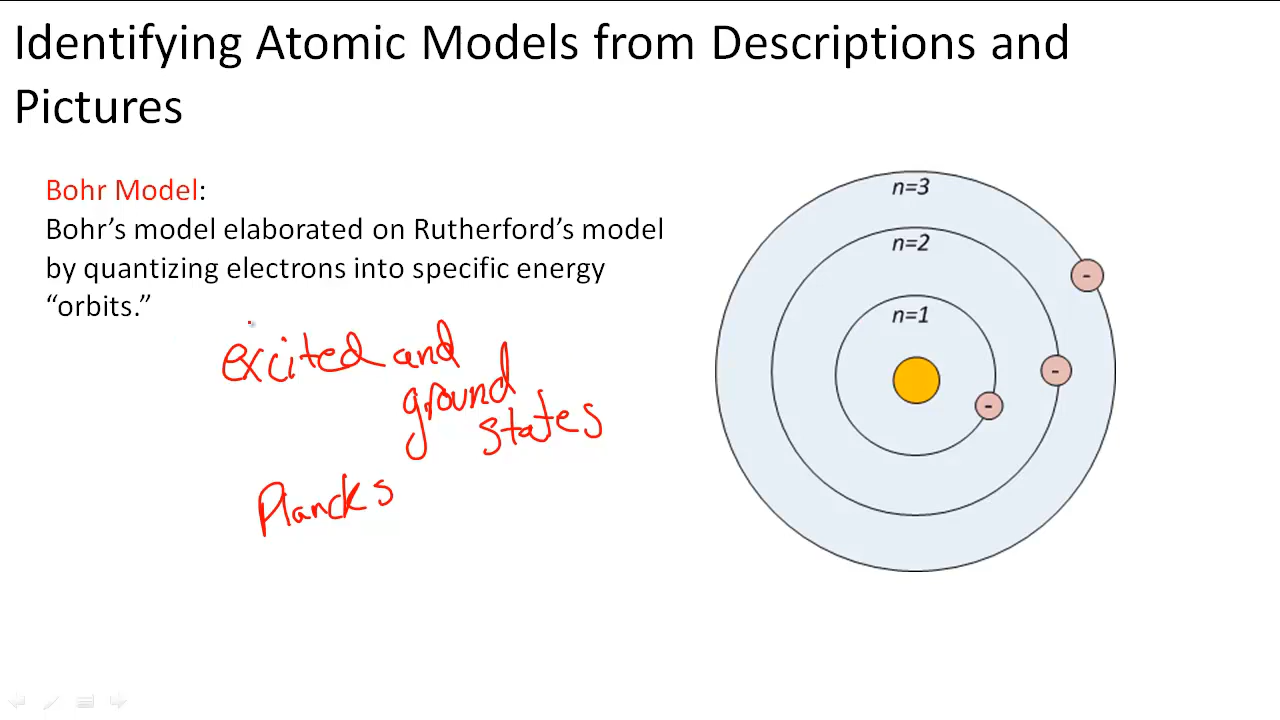 Identifying Atomic Models from Descriptions and
Pictures
Bohr Model:
Bohr’s model elaborated on Rutherford’s model
by quantizing electrons into specific energy
“orbits.”
excited and
ground
states
Plancks
n=3
n=2
n=1
-
-
-